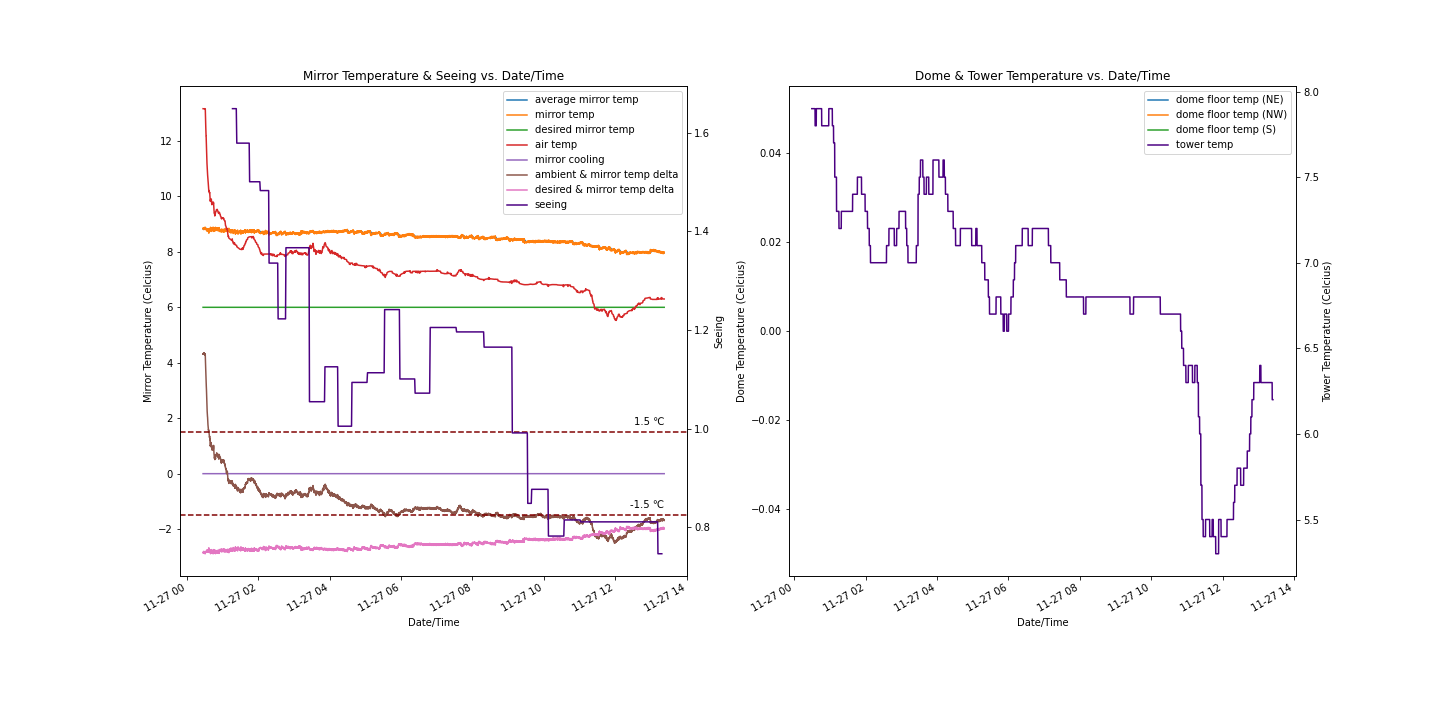 Mirror Temperature & Seeing vs. Date/Time
average mirror temp
mirror temp
desired mirror temp
air temp
mirror cooling
ambient & mirror temp delta
desired & mirror temp delta
seeing
12
10
8
6
4
2
0
−2
Mirror Temperature (Celcius)
1.6
1.4
1.2
1.0
0.8
Seeing
1.5 °C
-1.5 °C
11-27 00
11-27 02
11-27 04
11-27 06
11-27 08
11-27 10
11-27 12
11-27 14
Date/Time
Dome & Tower Temperature vs. Date/Time
dome floor temp (NE)
dome floor temp (NW)
dome floor temp (S)
tower temp
0.04
0.02
0.00
−0.02
−0.04
Dome Temperature (Celcius)
8.0
7.5
7.0
6.5
6.0
5.5
Tower Temperature (Celcius)
11-27 00
11-27 02
11-27 04
11-27 06
11-27 08
11-27 10
11-27 12
11-27 14
Date/Time